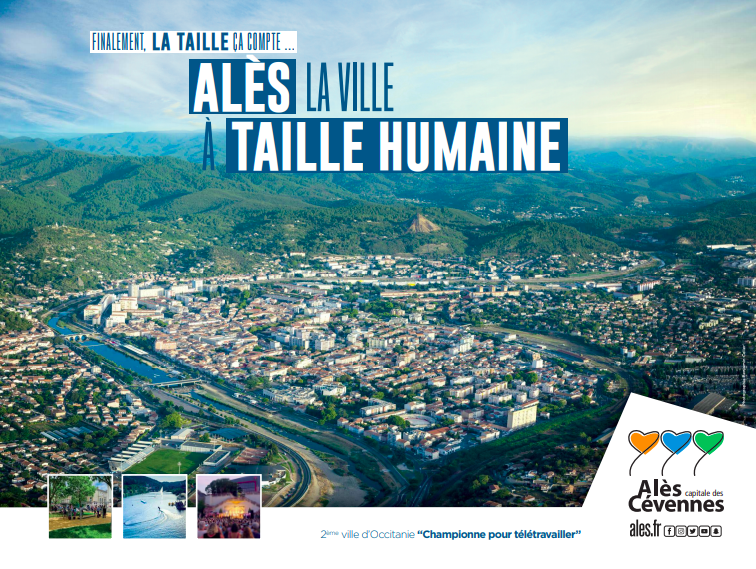 FINALEMENT, LA TAILLE ÇA COMPTE ...
ALÈS LA VILLE
À TAILLE HUMAINE
Alès capitale des
Cévennes
ales.fr
2ème ville d'Occitanie "Championne pour télétravailler"